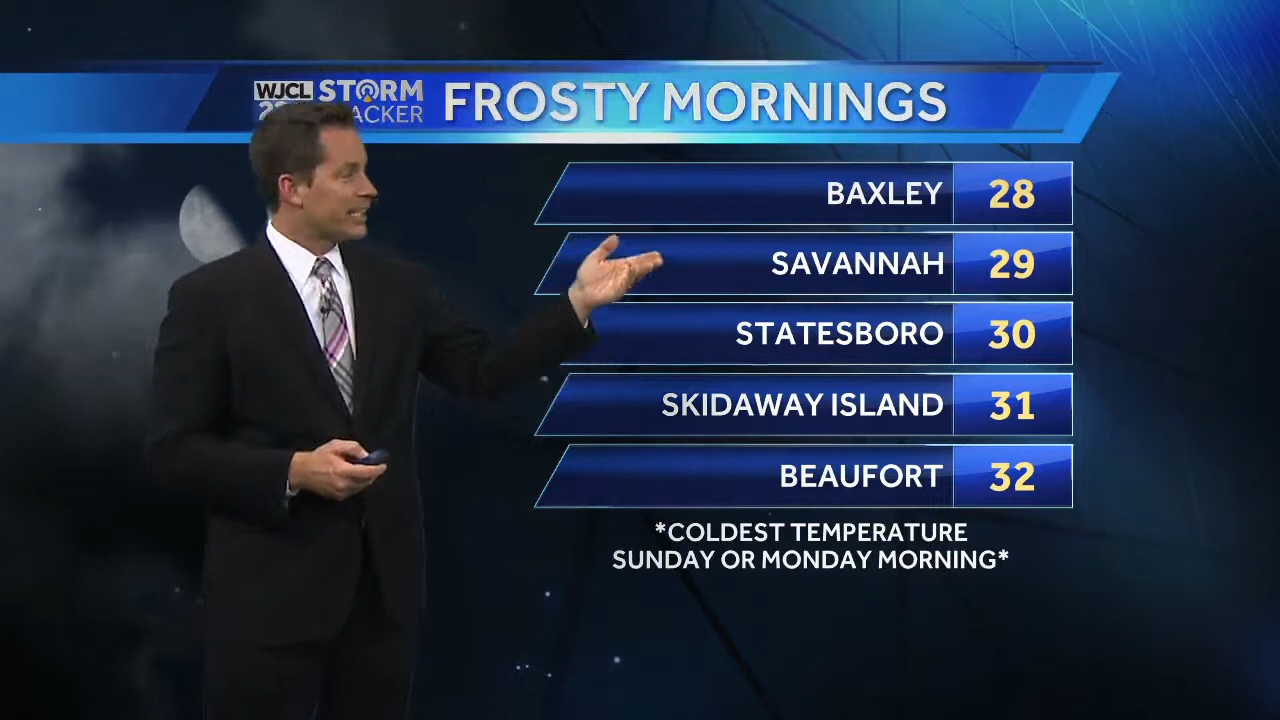 WJCL STORM
FROSTY MORNINGS
BAXLEY 28
SAVANNAH 29
STATESBORO 30
SKIDAWAY ISLAND 31
BEAUFORT 32
*COLDEST TEMPERATURE
SUNDAY OR MONDAY MORNING*